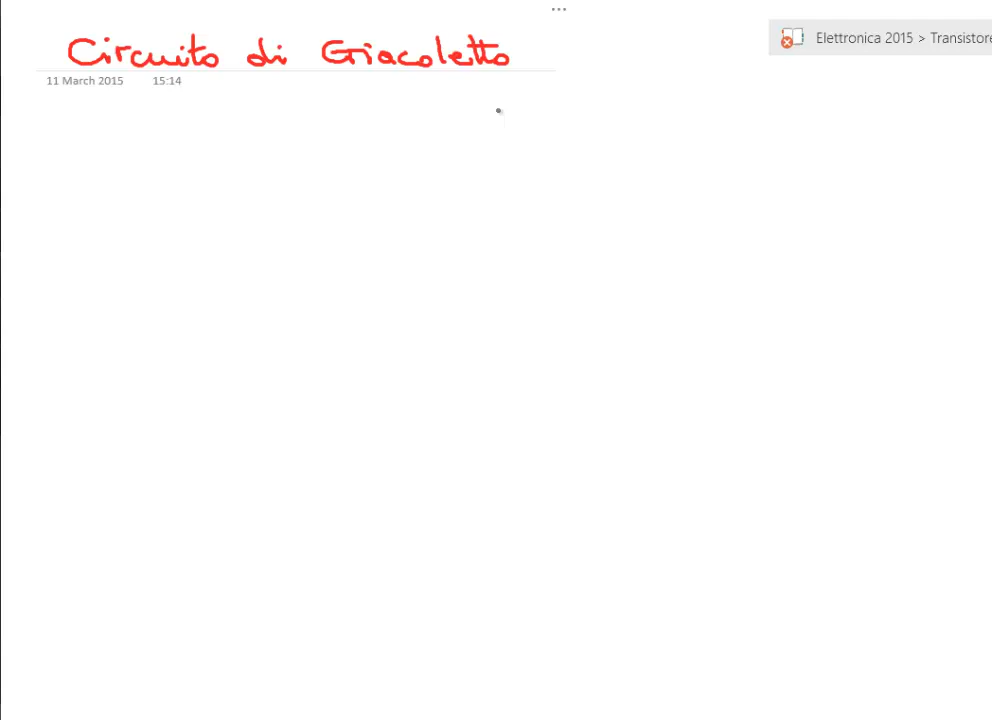 Circuito di Giacoletto
Elettronica 2015 > Transistore
11 March 2015 15:14